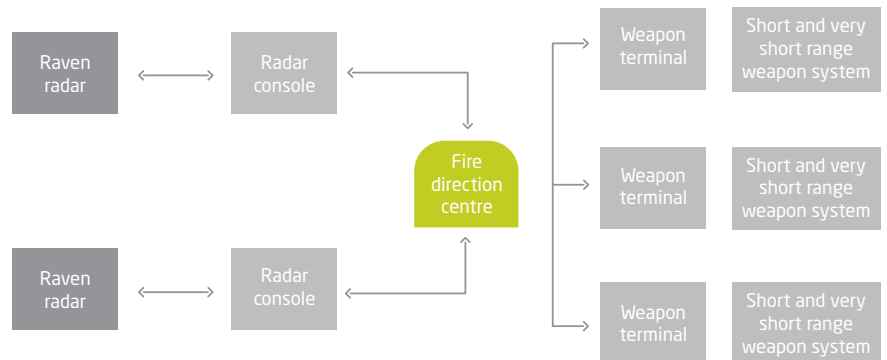 Raven
radar
Radar
console
Fire
direction
centre
Weapon
terminal
Short and very
short range
weapon system
Weapon
terminal
Short and very
short range
weapon system
Raven
radar
Radar
console
Weapon
terminal
Short and very
short range
weapon system